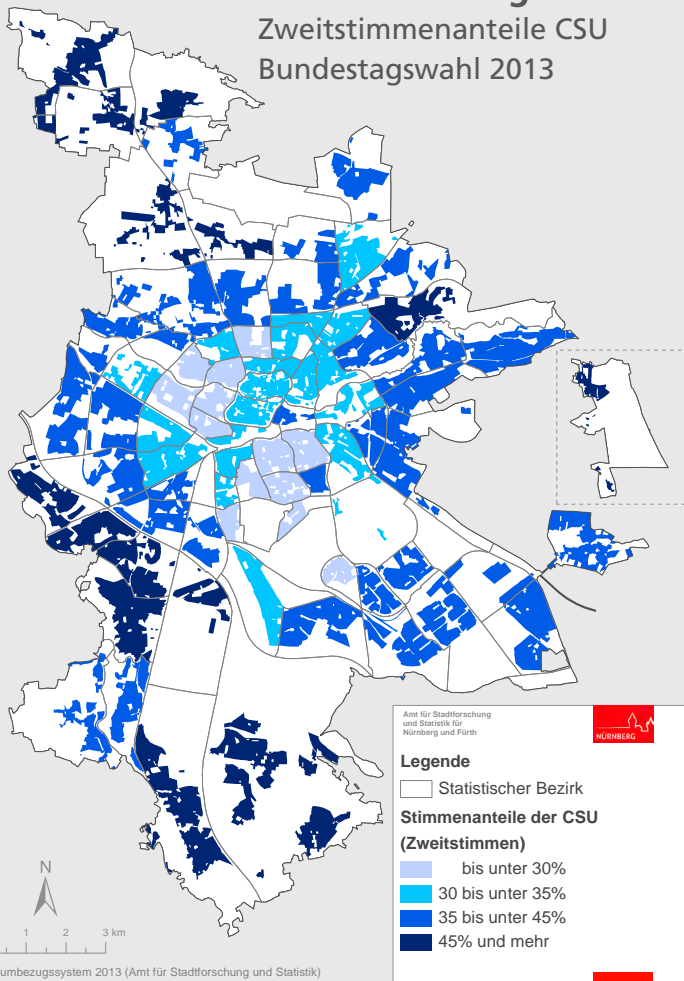 Zweitstimmenanteile CSU
Bundestagswahl 2013
Amt für Stadtforschung
und Statistik für
Nürnberg und Fürth
NÜRNBERG
Legende
Statistischer Bezirk
Stimmenanteile der CSU
(Zweitstimmen)
bis unter 30%
30 bis unter 35%
35 bis unter 45%
45% und mehr
N
1 2 3 km
umbezugssystem 2013 (Amt für Stadtforschung und Statistik)